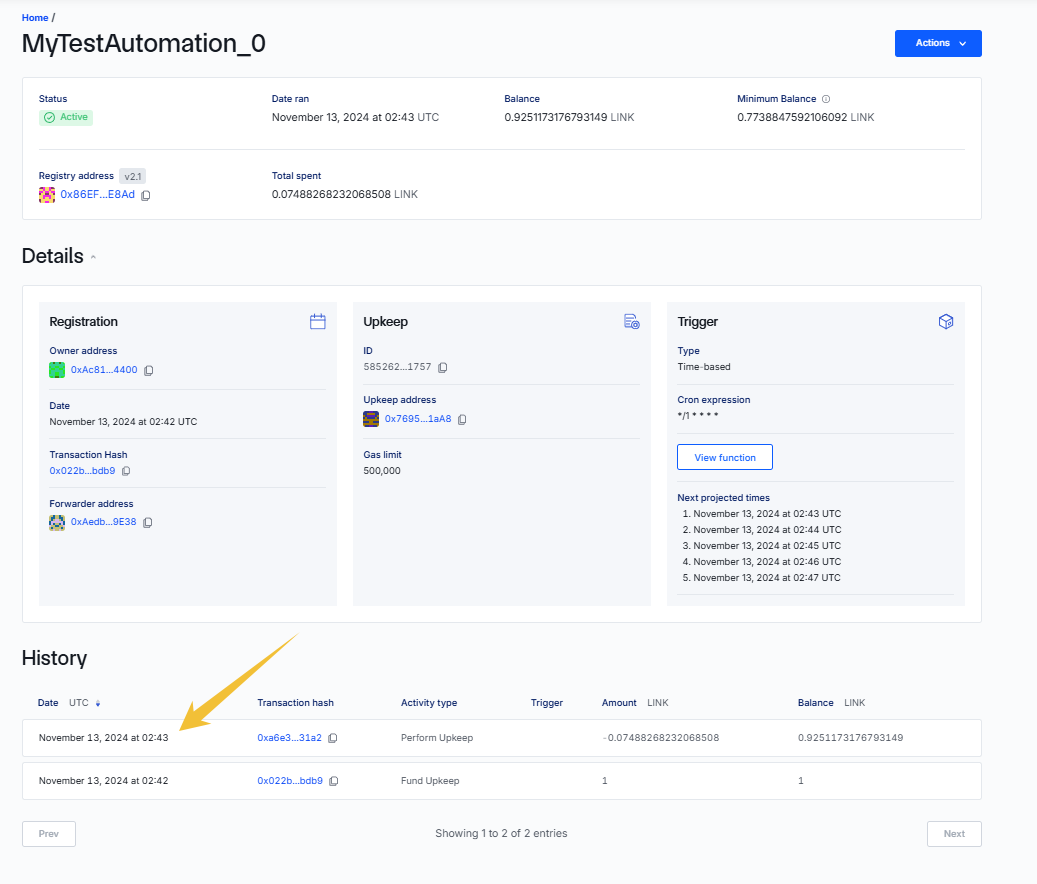 Home /
MyTestAutomation_0
Actions
Status Date ran Balance Minimum Balance
Active November 13, 2024 at 02:43 UTC 0.9251173176793149 LINK 0.7738847592106092 LINK
Registry address v2.1 Total spent
0x86EF...E8Ad 0.07488268232068508 LINK
Details
Registration
Owner address
0xAc81...4400
Date
November 13, 2024 at 02:42 UTC
Transaction Hash
0x022b...bdb9
Forwarder address
0xAedb...9E38
Upkeep
ID
585262...1757
Upkeep address
0x7695...1aA8
Gas limit
500,000
Trigger
Type
Time-based
Cron expression
*/1 * * * *
View function
Next projected times
1. November 13, 2024 at 02:43 UTC
2. November 13, 2024 at 02:44 UTC
3. November 13, 2024 at 02:45 UTC
4. November 13, 2024 at 02:46 UTC
5. November 13, 2024 at 02:47 UTC
History
Date UTC Transaction hash Activity type Trigger Amount LINK Balance LINK
November 13, 2024 at 02:43 0xa6e3...31a2 Perform Upkeep -0.07488268232068508 0.9251173176793149
November 13, 2024 at 02:42 0x022b...bdb9 Fund Upkeep 1 1
Prev Showing 1 to 2 of 2 entries Next